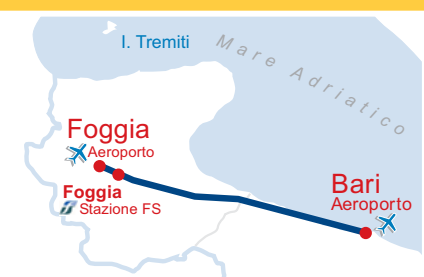 I. Tremiti
Mare Adriatico
Foggia
Aeroporto
Foggia
Stazione FS
Bari
Aeroporto